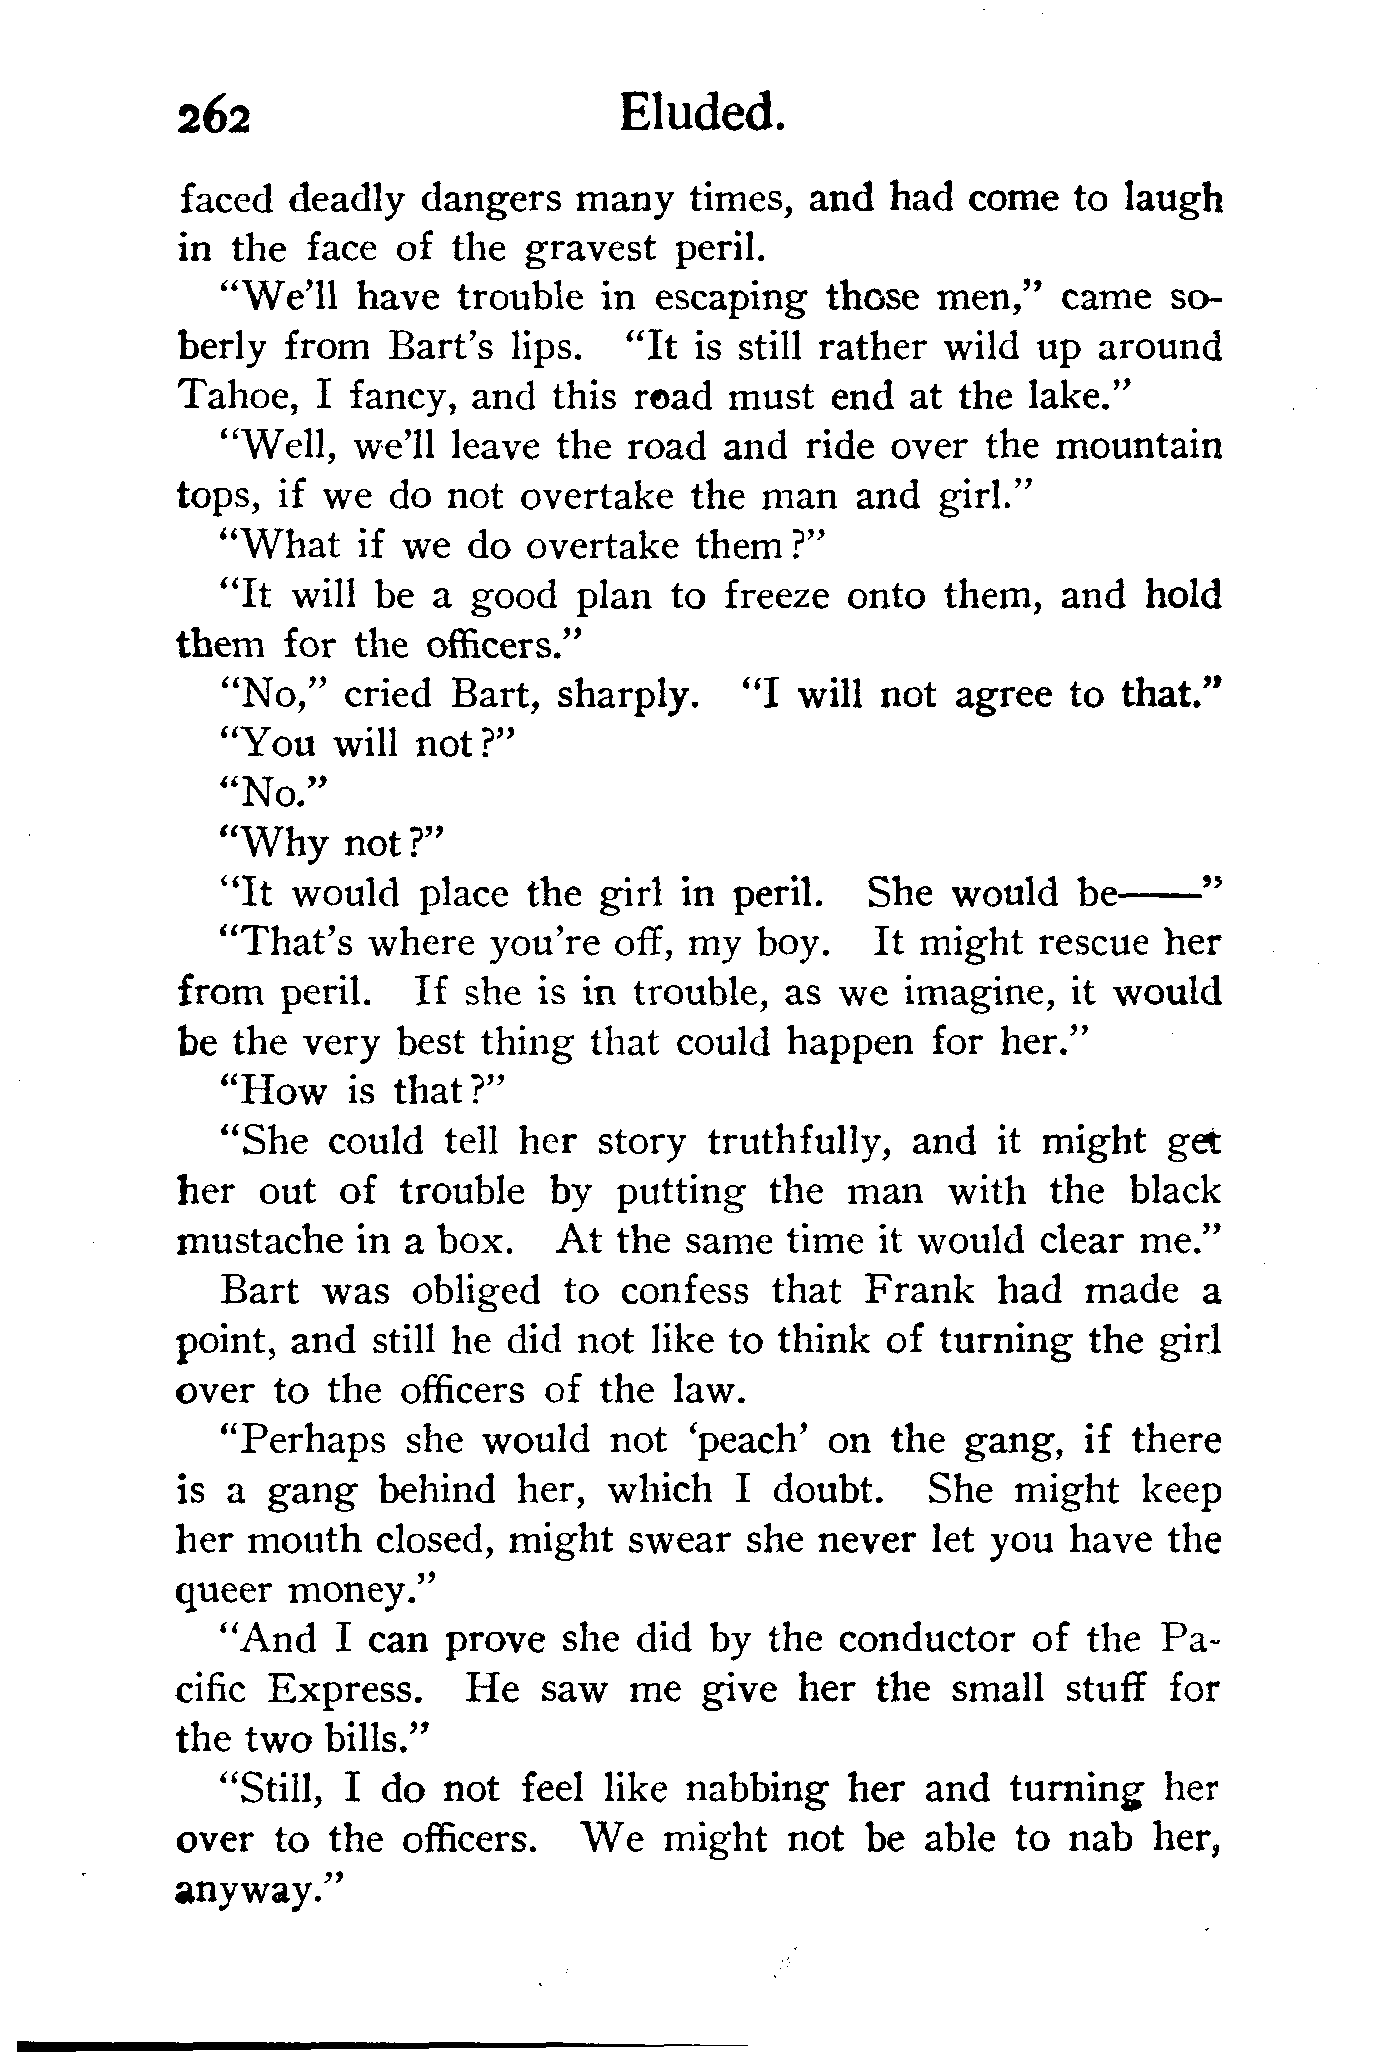 262 Eluded.
faced deadly dangers many times, and had come to laugh
in the face of the gravest peril.
“We’ll have trouble in escaping those men,” came so-
berly from Bart’s lips. “It is still rather wild up around
Tahoe, I fancy, and this road must end at the lake.”
“Well, we’ll leave the road and ride over the mountain
tops, if we do not overtake the man and girl.”
“What if we do overtake them?”
“It will be a good plan to freeze onto them, and hold
them for the officers.”
“No,” cried Bart, sharply. “I will not agree to that.”
“You will not?”
“No.”
“Why not?”
“It would place the girl in peril. She would be——”
“That’s where you’re off, my boy. It might rescue her
from peril. If she is in trouble, as we imagine, it would
be the very best thing that could happen for her.”
“How is that?”
“She could tell her story truthfully, and it might get
her out of trouble by putting the man with the black
mustache in a box. At the same time it would clear me.”
Bart was obliged to confess that Frank had made a
point, and still he did not like to think of turning the girl
over to the officers of the law.
“Perhaps she would not ‘peach’ on the gang, if there
is a gang behind her, which I doubt. She might keep
her mouth closed, might swear she never let you have the
queer money.”
“And I can prove she did by the conductor of the Pa-
cific Express. He saw me give her the small stuff for
the two bills.”
“Still, I do not feel like nabbing her and turning her
over to the officers. We might not be able to nab her,
anyway.”